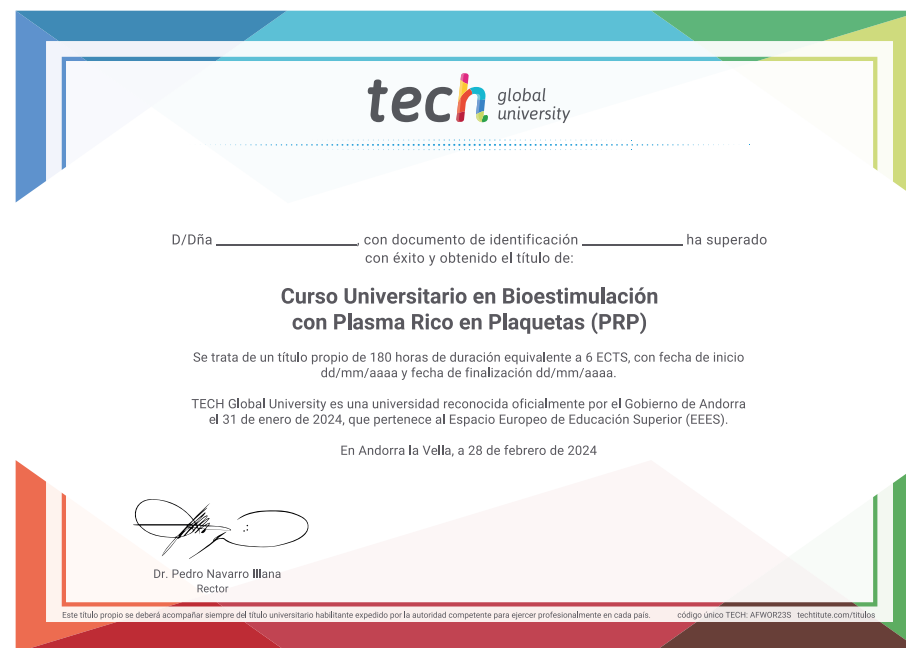 tech global university
D/Dña ______________, con documento de identificación ____________ ha superado
con éxito y obtenido el título de:
Curso Universitario en Bioestimulación
con Plasma Rico en Plaquetas (PRP)
Se trata de un título propio de 180 horas de duración equivalente a 6 ECTS, con fecha de inicio
dd/mm/aaaa y fecha de finalización dd/mm/aaaa.
TECH Global University es una universidad reconocida oficialmente por el Gobierno de Andorra
el 31 de enero de 2024, que pertenece al Espacio Europeo de Educación Superior (EEES).
En Andorra la Vella, a 28 de febrero de 2024
Dr. Pedro Navarro Illana
Rector
Este título propio se deberá acompañar siempre del título universitario habilitante expedido por la autoridad competente para ejercer profesionalmente en cada país. código único TECH: AFWOR23S techtitute.com/títulos